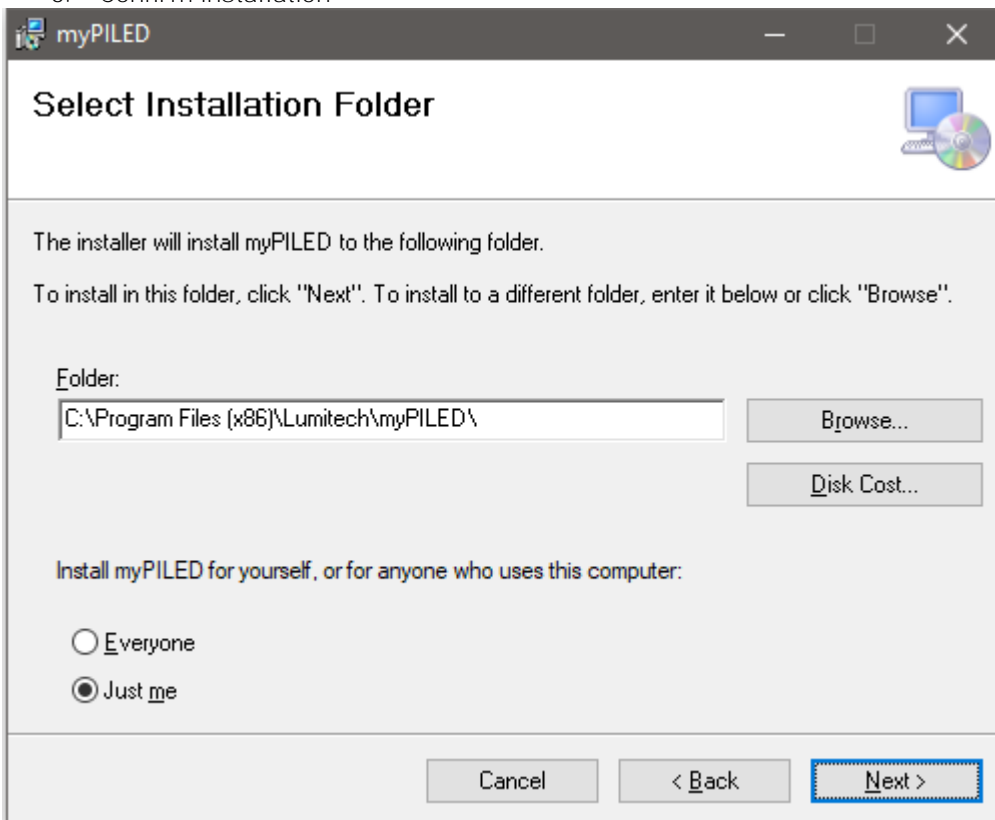 Confirm Installation
myPILED
Select Installation Folder
The installer will install myPILED to the following folder.
To install in this folder, click "Next". To install to a different folder, enter it below or click "Browse".
Folder:
C:\Program Files (x86)\Lumitech\myPILED\
Browse...
Disk Cost...
Install myPILED for yourself, or for anyone who uses this computer:
Everyone
Just me
Cancel
< Back
Next >